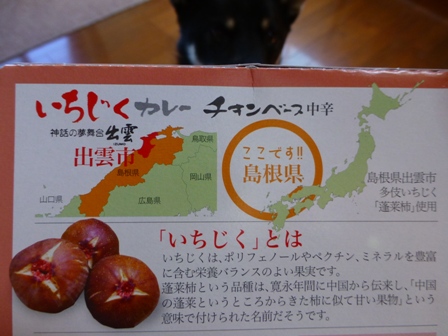 いちじくカレー チキンベース中辛
神話の夢舞台 出雲
出雲市
島根県
鳥取県
岡山県
広島県
山口県
ここです!!
島根県
島根県出雲市
多伎いちじく
「蓬莱柿」使用
「いちじく」とは
いちじくは、ポリフェノールやペクチン、ミネラルを豊富
に含む栄養バランスのよい果実です。
蓬莱柿という品種は、寛永年間に中国から伝来し、「中国
の蓬莱というところからきた柿に似て甘い果物」という
意味で付けられた名前だそうです。